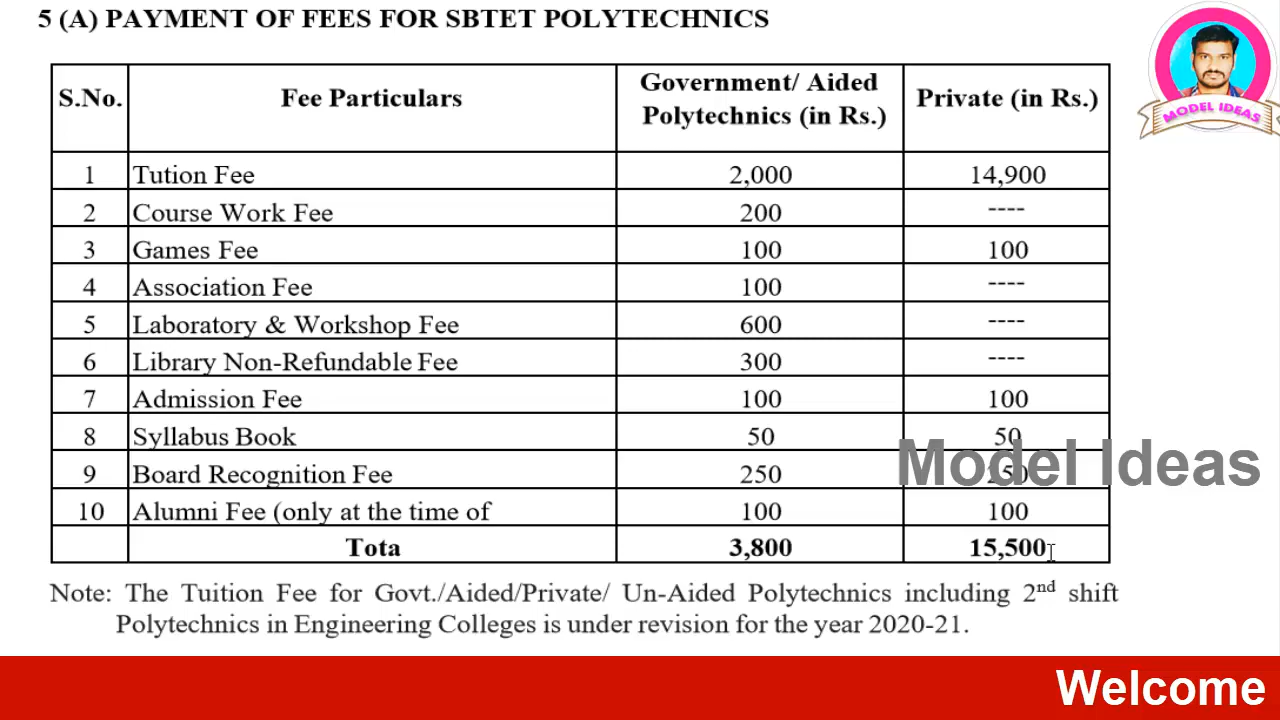 5 (A) PAYMENT OF FEES FOR SBTET POLYTECHNICS
S.No. Fee Particulars Government/ Aided Polytechnics (in Rs.) Private (in Rs.)
1 Tution Fee 2,000 14,900
2 Course Work Fee 200 ----
3 Games Fee 100 100
4 Association Fee 100 ----
5 Laboratory & Workshop Fee 600 ----
6 Library Non-Refundable Fee 300 ----
7 Admission Fee 100 100
8 Syllabus Book 50 50
9 Board Recognition Fee 250 250
10 Alumni Fee (only at the time of 100 100
Tota 3,800 15,500
Note: The Tuition Fee for Govt./Aided/Private/ Un-Aided Polytechnics including 2nd shift
Polytechnics in Engineering Colleges is under revision for the year 2020-21.
MODEL IDEAS
Model Ideas
Welcome